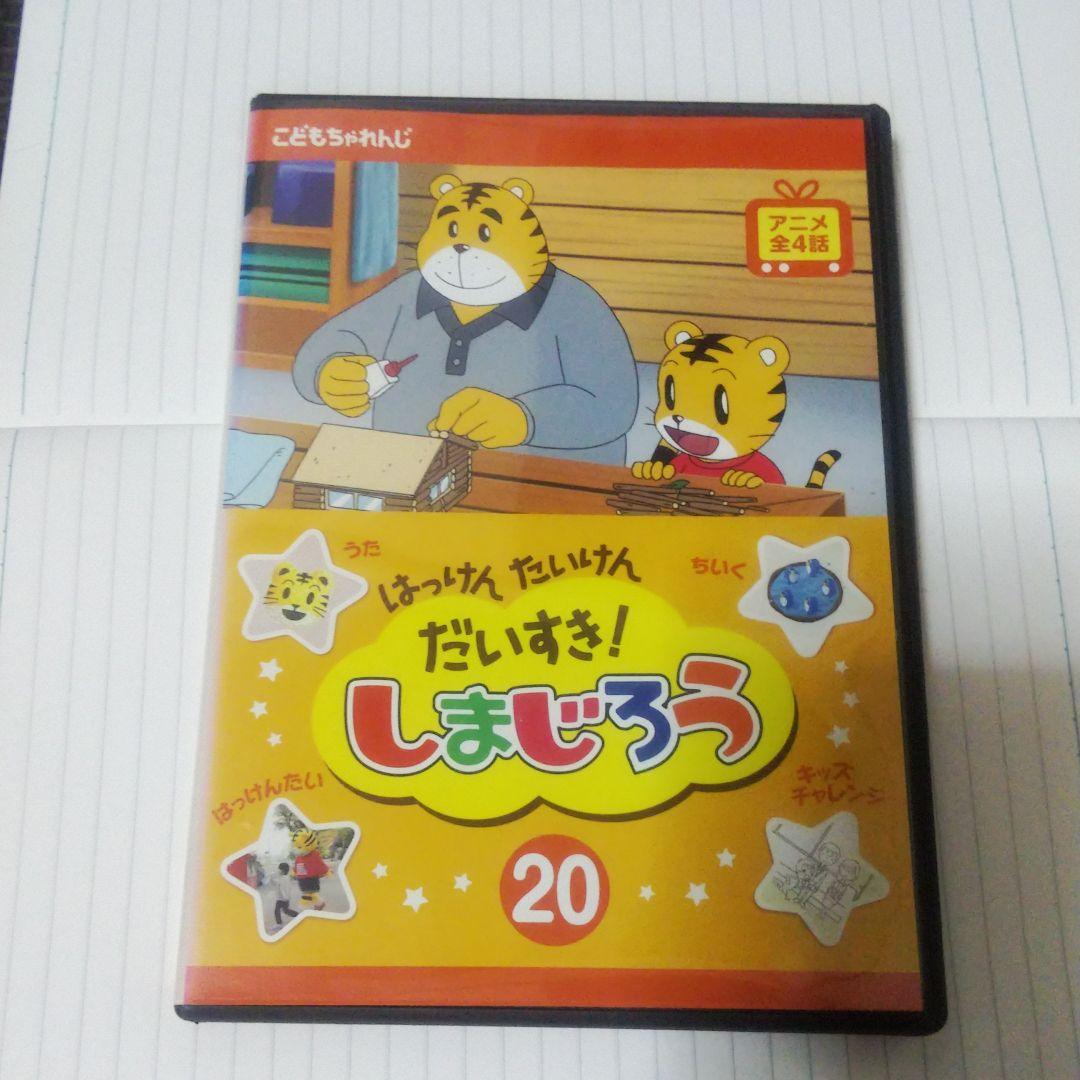 こどもちゃれんじ
アニメ
全4話
うた
ちいく
はっけん たいけん
だいすき!
しまじろう
はっけんたい
キッズ
チャレンジ
20